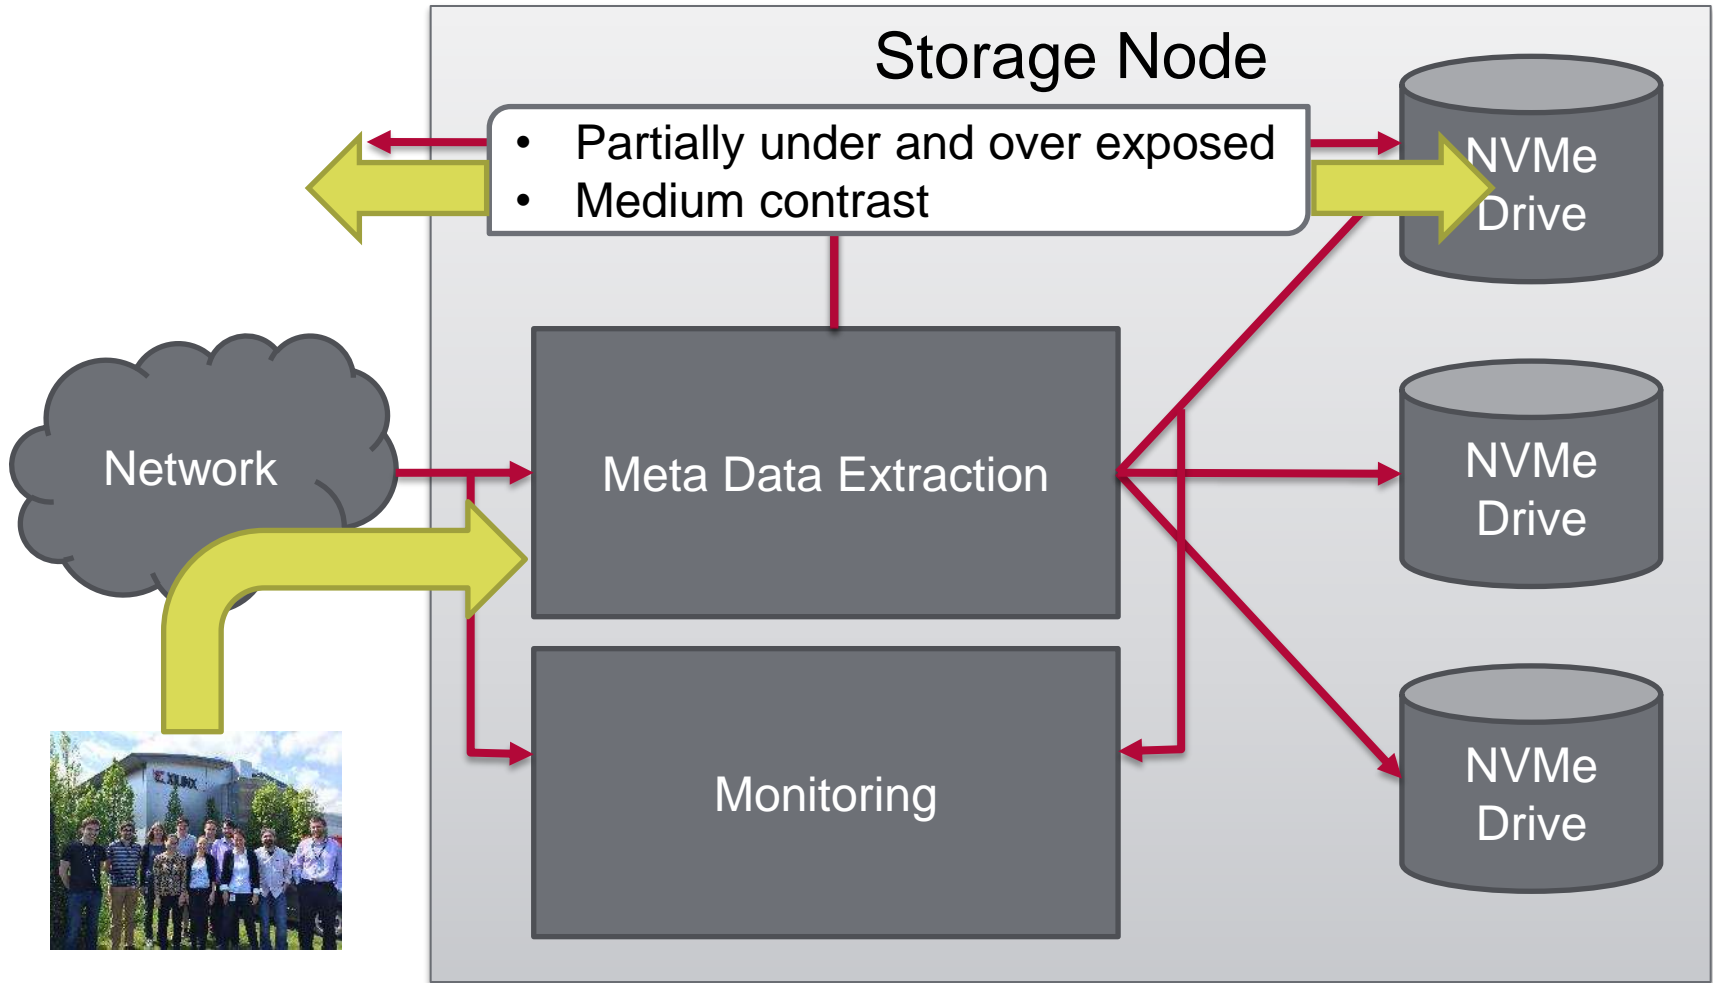 Storage Node
• Partially under and over exposed
• Medium contrast
NVMe
Drive
Network
Meta Data Extraction
NVMe
Drive
Monitoring
NVMe
Drive
XILINX